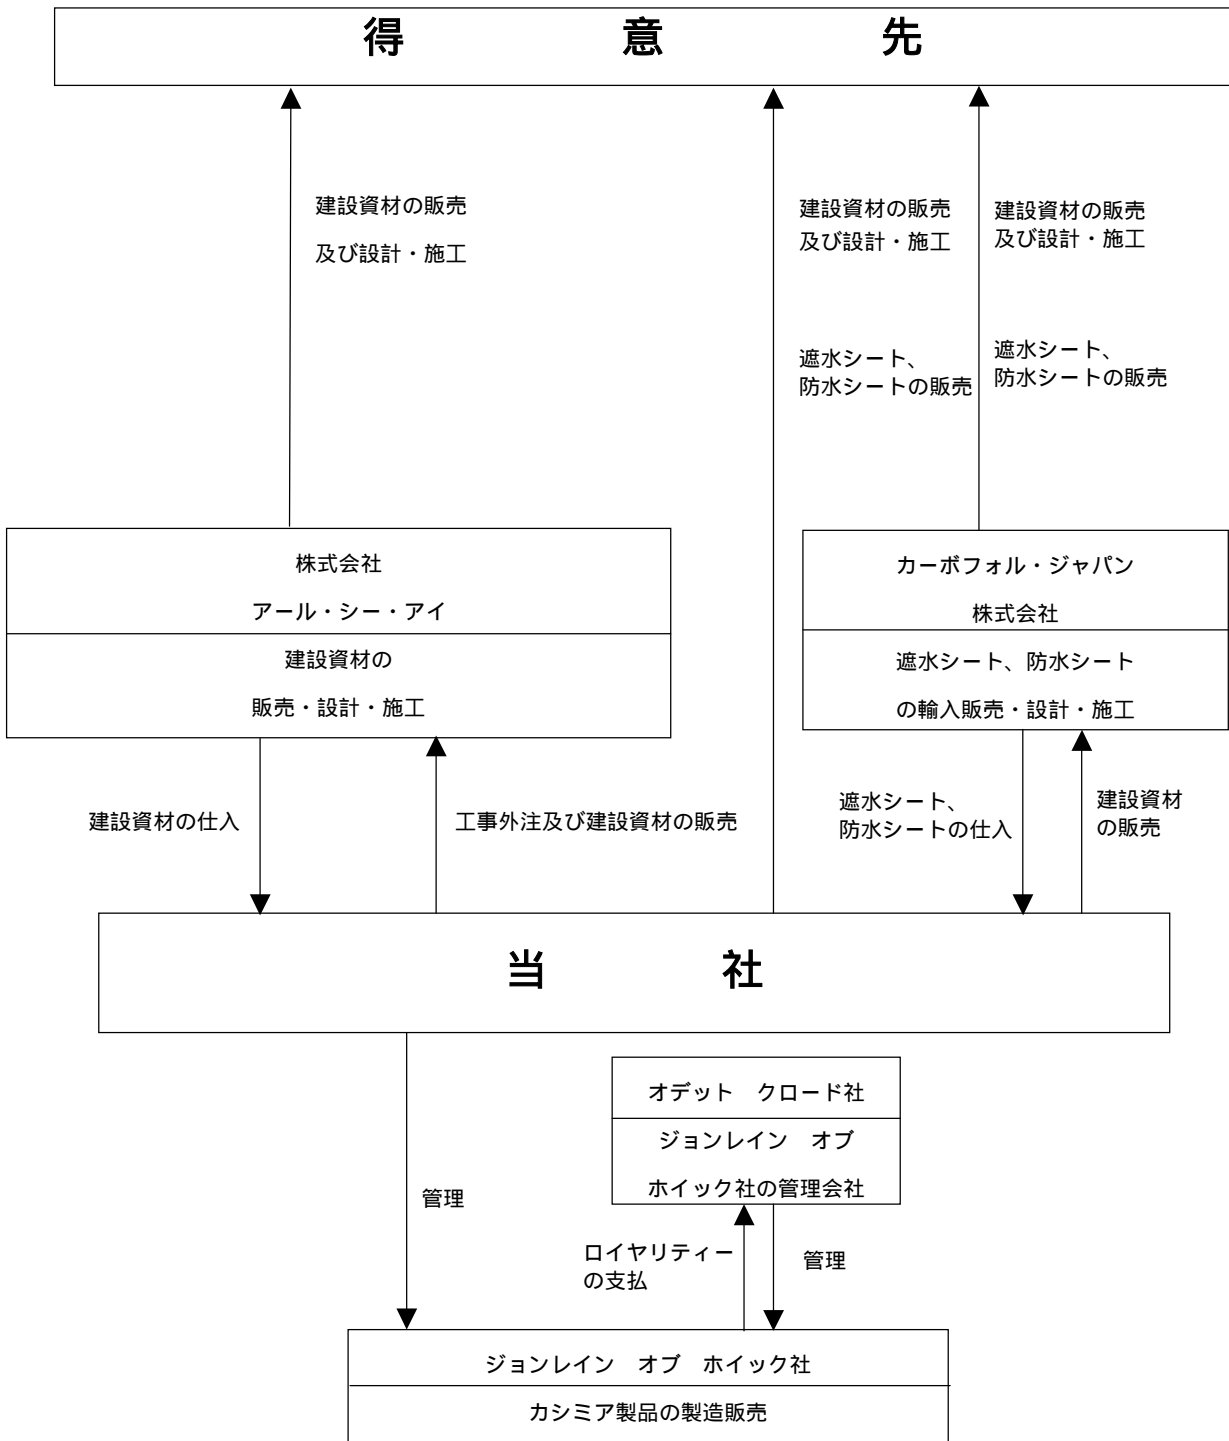 得意先
建設資材の販売
及び設計・施工
建設資材の販売
及び設計・施工
遮水シート、
防水シートの販売
建設資材の販売
及び設計・施工
遮水シート、
防水シートの販売
株式会社
アール・シー・アイ
建設資材の
販売・設計・施工
カーボフォル・ジャパン
株式会社
遮水シート、防水シート
の輸入販売・設計・施工
建設資材の仕入
工事外注及び建設資材の販売
遮水シート、
防水シートの仕入
建設資材
の販売
当社
管理
オデット　クロード社
ジョンレイン　オブ
ホイック社の管理会社
ロイヤリティー
の支払
管理
ジョンレイン　オブ　ホイック社
カシミア製品の製造販売